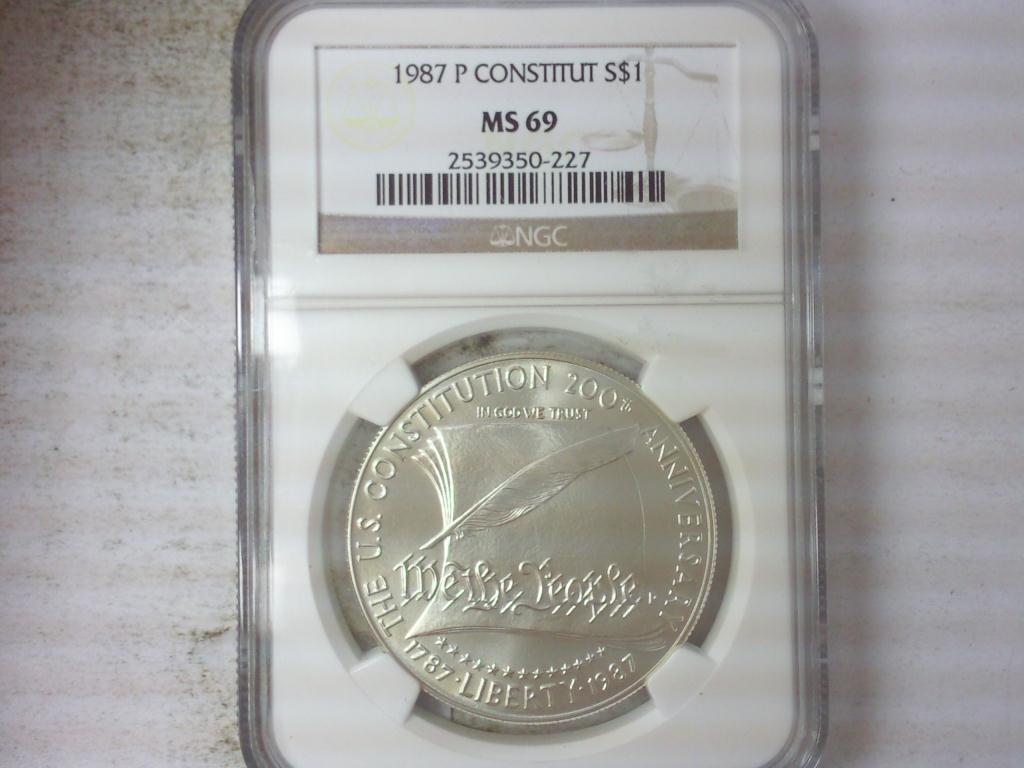 1987 P CONSTITUT S$1
MS 69
2539350-227
NGC
THE U.S. CONSTITUTION 200TH ANNIVERSARY
IN GOD WE TRUST
We the People
1787 · LIBERTY · 1987